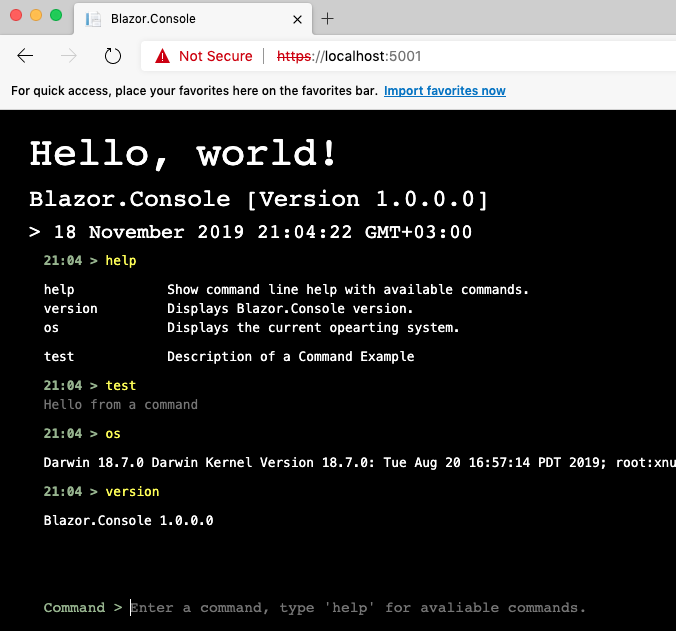 Blazor.Console
Not Secure | https://localhost:5001
For quick access, place your favorites here on the favorites bar. Import favorites now
Hello, world!
Blazor.Console [Version 1.0.0.0]
> 18 November 2019 21:04:22 GMT+03:00
21:04 > help
help Show command line help with available commands.
version Displays Blazor.Console version.
os Displays the current opearting system.
test Description of a Command Example
21:04 > test
Hello from a command
21:04 > os
Darwin 18.7.0 Darwin Kernel Version 18.7.0: Tue Aug 20 16:57:14 PDT 2019; root:xnu
21:04 > version
Blazor.Console 1.0.0.0
Command > Enter a command, type 'help' for avaliable commands.